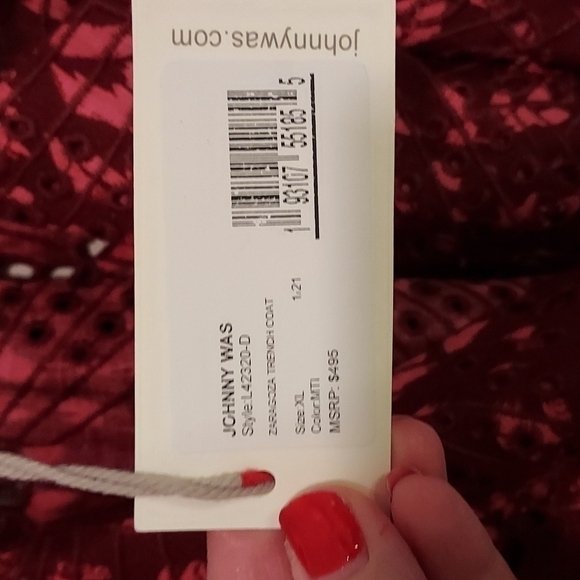 johnnywas.com
JOHNNY WAS
Style:L42320-D
ZARAGOZA TRENCH COAT
1/21
Size:XL
Color:MTI
MSRP: $495
1 93107 55185 5